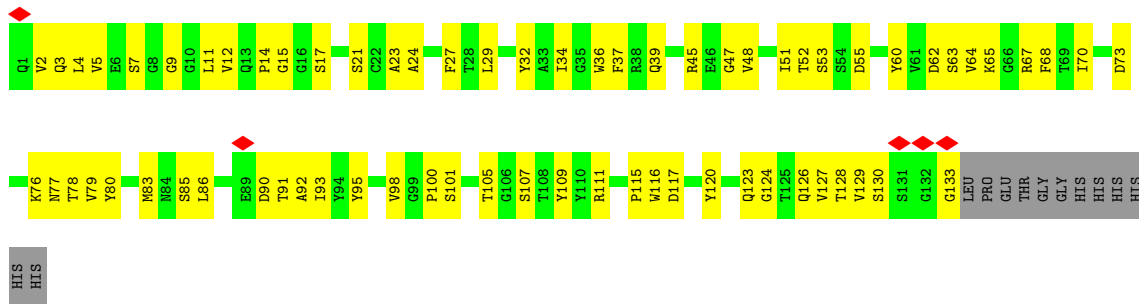 Q1 V2 Q3 L4 V5 E6 S7 G8 G9 G10 L11 V12 Q13 P14 G15 G16 S17 S21 C22 A23 A24 F27 T28 L29 Y32 A33 I34 G35 W36 F37 R38 Q39 R45 E46 G47 V48 I51 T52 S53 S54 D55 Y60 V61 D62 S63 V64 K65 G66 R67 F68 T69 I70 D73
K76 N77 T78 V79 Y80 M83 N84 S85 L86 E89 D90 T91 A92 I93 Y94 Y95 V98 G99 P100 S101 T105 G106 S107 T108 Y109 Y110 R111 P115 W116 D117 Y120 Q123 G124 T125 Q126 V127 T128 V129 S130 S131 G132 G133 LEU PRO GLU THR GLY GLY HIS HIS HIS HIS
HIS HIS